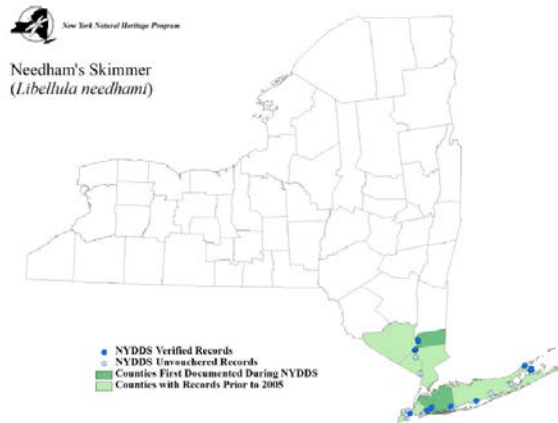 New York Natural Heritage Program
Needham's Skimmer
(Libellula needhami)
NYDDS Verified Records
NYDDS Unvouchered Records
Counties First Documented During NYDDS
Counties with Records Prior to 2005